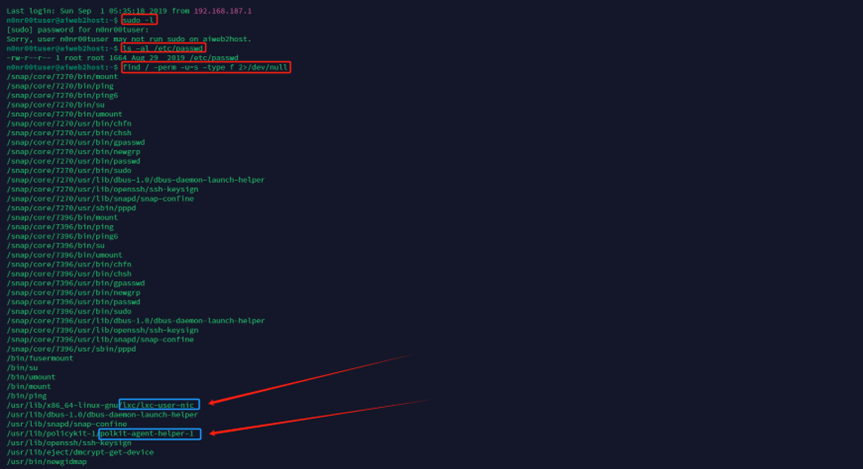 Last login: Sun Sep  1 05:35:18 2019 from 192.168.187.1
n0nr00tuser@aiweb2host:~$ sudo -l
[sudo] password for n0nr00tuser:
Sorry, user n0nr00tuser may not run sudo on aiweb2host.
n0nr00tuser@aiweb2host:~$ ls -al /etc/passwd
-rw-r--r-- 1 root root 1664 Aug 29  2019 /etc/passwd
n0nr00tuser@aiweb2host:~$ find / -perm -u=s -type f 2>/dev/null
/snap/core/7270/bin/mount
/snap/core/7270/bin/ping
/snap/core/7270/bin/ping6
/snap/core/7270/bin/su
/snap/core/7270/bin/umount
/snap/core/7270/usr/bin/chfn
/snap/core/7270/usr/bin/chsh
/snap/core/7270/usr/bin/gpasswd
/snap/core/7270/usr/bin/newgrp
/snap/core/7270/usr/bin/passwd
/snap/core/7270/usr/bin/sudo
/snap/core/7270/usr/lib/dbus-1.0/dbus-daemon-launch-helper
/snap/core/7270/usr/lib/openssh/ssh-keysign
/snap/core/7270/usr/lib/snapd/snap-confine
/snap/core/7270/usr/sbin/pppd
/snap/core/7396/bin/mount
/snap/core/7396/bin/ping
/snap/core/7396/bin/ping6
/snap/core/7396/bin/su
/snap/core/7396/bin/umount
/snap/core/7396/usr/bin/chfn
/snap/core/7396/usr/bin/chsh
/snap/core/7396/usr/bin/gpasswd
/snap/core/7396/usr/bin/newgrp
/snap/core/7396/usr/bin/passwd
/snap/core/7396/usr/bin/sudo
/snap/core/7396/usr/lib/dbus-1.0/dbus-daemon-launch-helper
/snap/core/7396/usr/lib/openssh/ssh-keysign
/snap/core/7396/usr/lib/snapd/snap-confine
/snap/core/7396/usr/sbin/pppd
/bin/fusermount
/bin/su
/bin/umount
/bin/mount
/bin/ping
/usr/lib/x86_64-linux-gnu/lxc/lxc-user-nic
/usr/lib/dbus-1.0/dbus-daemon-launch-helper
/usr/lib/snapd/snap-confine
/usr/lib/policykit-1/polkit-agent-helper-1
/usr/lib/openssh/ssh-keysign
/usr/lib/eject/dmcrypt-get-device
/usr/bin/newgidmap